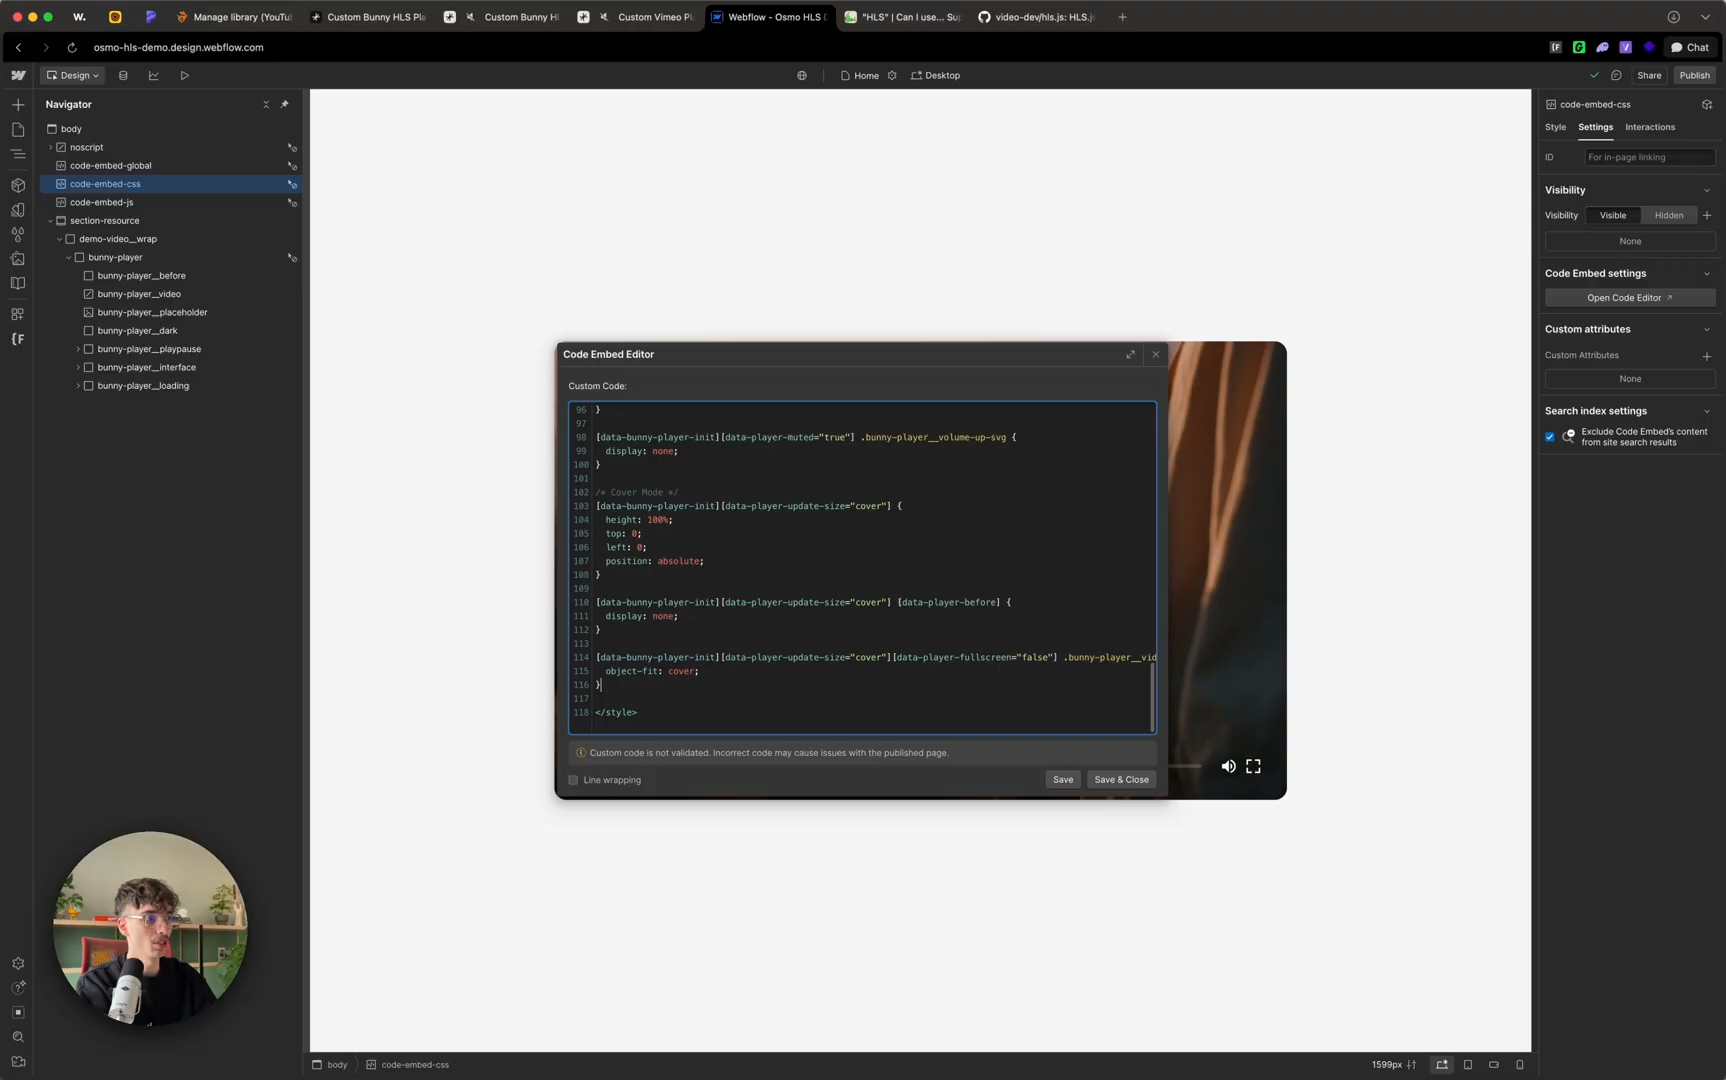 W.
Manage library (YouTu
Custom Bunny HLS Pla
Custom Bunny H
Custom Vimeo Pl
Webflow - Osmo HLS D
"HLS" | Can I use... Sup
video-dev/hls.js: HLS.js
osmo-hls-demo.design.webflow.com
Chat
Design
Home
Desktop
Share
Publish
Navigator
body
noscript
code-embed-global
code-embed-css
code-embed-js
section-resource
demo-video__wrap
bunny-player
bunny-player__before
bunny-player__video
bunny-player__placeholder
bunny-player__dark
bunny-player__playpause
bunny-player__interface
bunny-player__loading
Code Embed Editor
Custom Code:
96 }
97
98 [data-bunny-player-init][data-player-muted="true"] .bunny-player__volume-up-svg {
99 display: none;
100 }
101
102 /* Cover Mode */
103 [data-bunny-player-init][data-player-update-size="cover"] {
104 height: 100%;
105 top: 0;
106 left: 0;
107 position: absolute;
108 }
109
110 [data-bunny-player-init][data-player-update-size="cover"] [data-player-before] {
111 display: none;
112 }
113
114 [data-bunny-player-init][data-player-update-size="cover"][data-player-fullscreen="false"] .bunny-player__vid
115 object-fit: cover;
116 }
117
118 </style>
Custom code is not validated. Incorrect code may cause issues with the published page.
Line wrapping
Save
Save & Close
code-embed-css
Style
Settings
Interactions
ID
For in-page linking
Visibility
Visibility
Visible
Hidden
None
Code Embed settings
Open Code Editor
Custom attributes
Custom Attributes
None
Search index settings
Exclude Code Embed's content
from site search results
body
code-embed-css
1599px